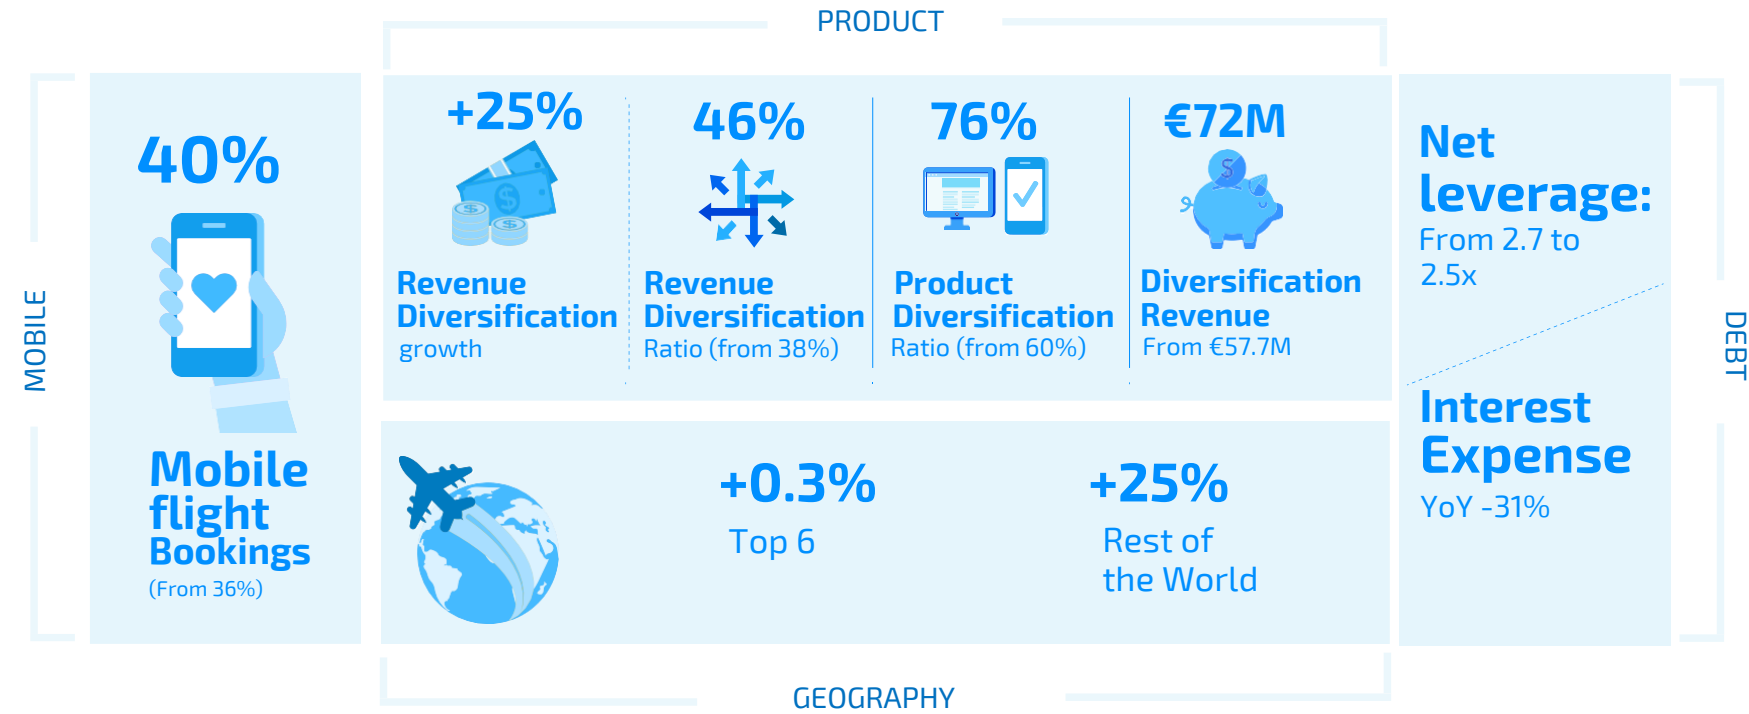 PRODUCT
MOBILE
40%
Mobile
flight
Bookings
(From 36%)
+25%
Revenue
Diversification
growth
46%
Revenue
Diversification
Ratio (from 38%)
76%
Product
Diversification
Ratio (from 60%)
€72M
Diversification
Revenue
From €57.7M
+0.3%
Top 6
+25%
Rest of
the World
GEOGRAPHY
Net
leverage:
From 2.7 to
2.5x
Interest
Expense
YoY -31%
DEBT